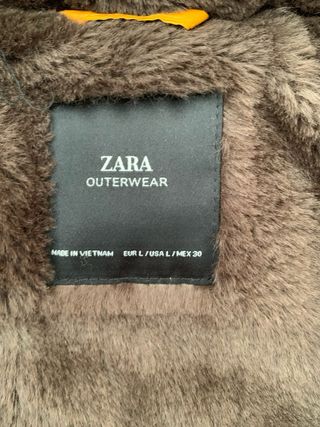 ZARA
OUTERWEAR
MADE IN VIETNAM EUR L / USA L / MEX 30